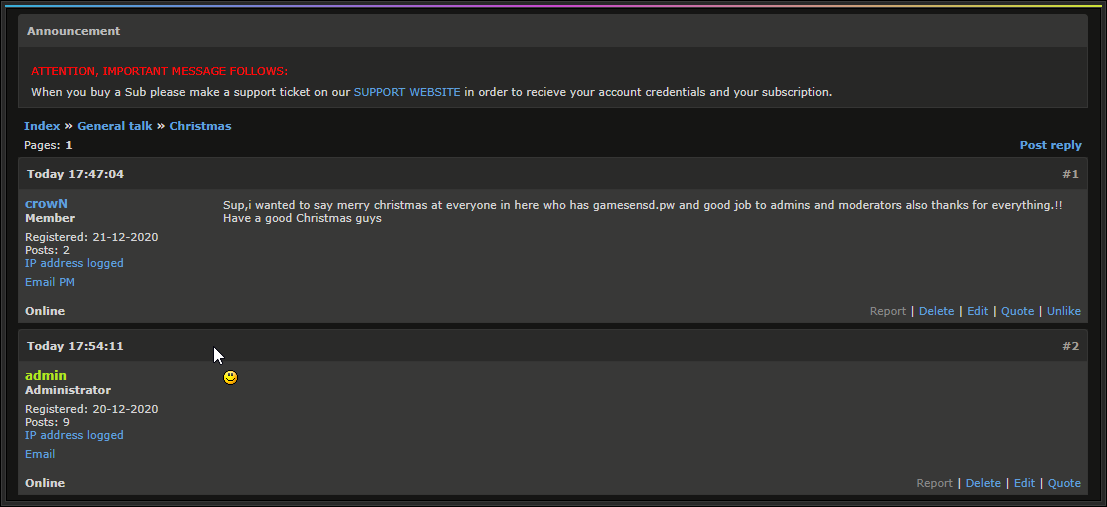 Announcement
ATTENTION, IMPORTANT MESSAGE FOLLOWS:
When you buy a Sub please make a support ticket on our SUPPORT WEBSITE in order to recieve your account credentials and your subscription.
Index » General talk » Christmas
Pages: 1
Post reply
Today 17:47:04
#1
crowN
Member
Registered: 21-12-2020
Posts: 2
IP address logged
Email PM
Sup,i wanted to say merry christmas at everyone in here who has gamesensd.pw and good job to admins and moderators also thanks for everything.!!
Have a good Christmas guys
Online
Report | Delete | Edit | Quote | Unlike
Today 17:54:11
#2
admin
Administrator
Registered: 20-12-2020
Posts: 9
IP address logged
Email
Online
Report | Delete | Edit | Quote